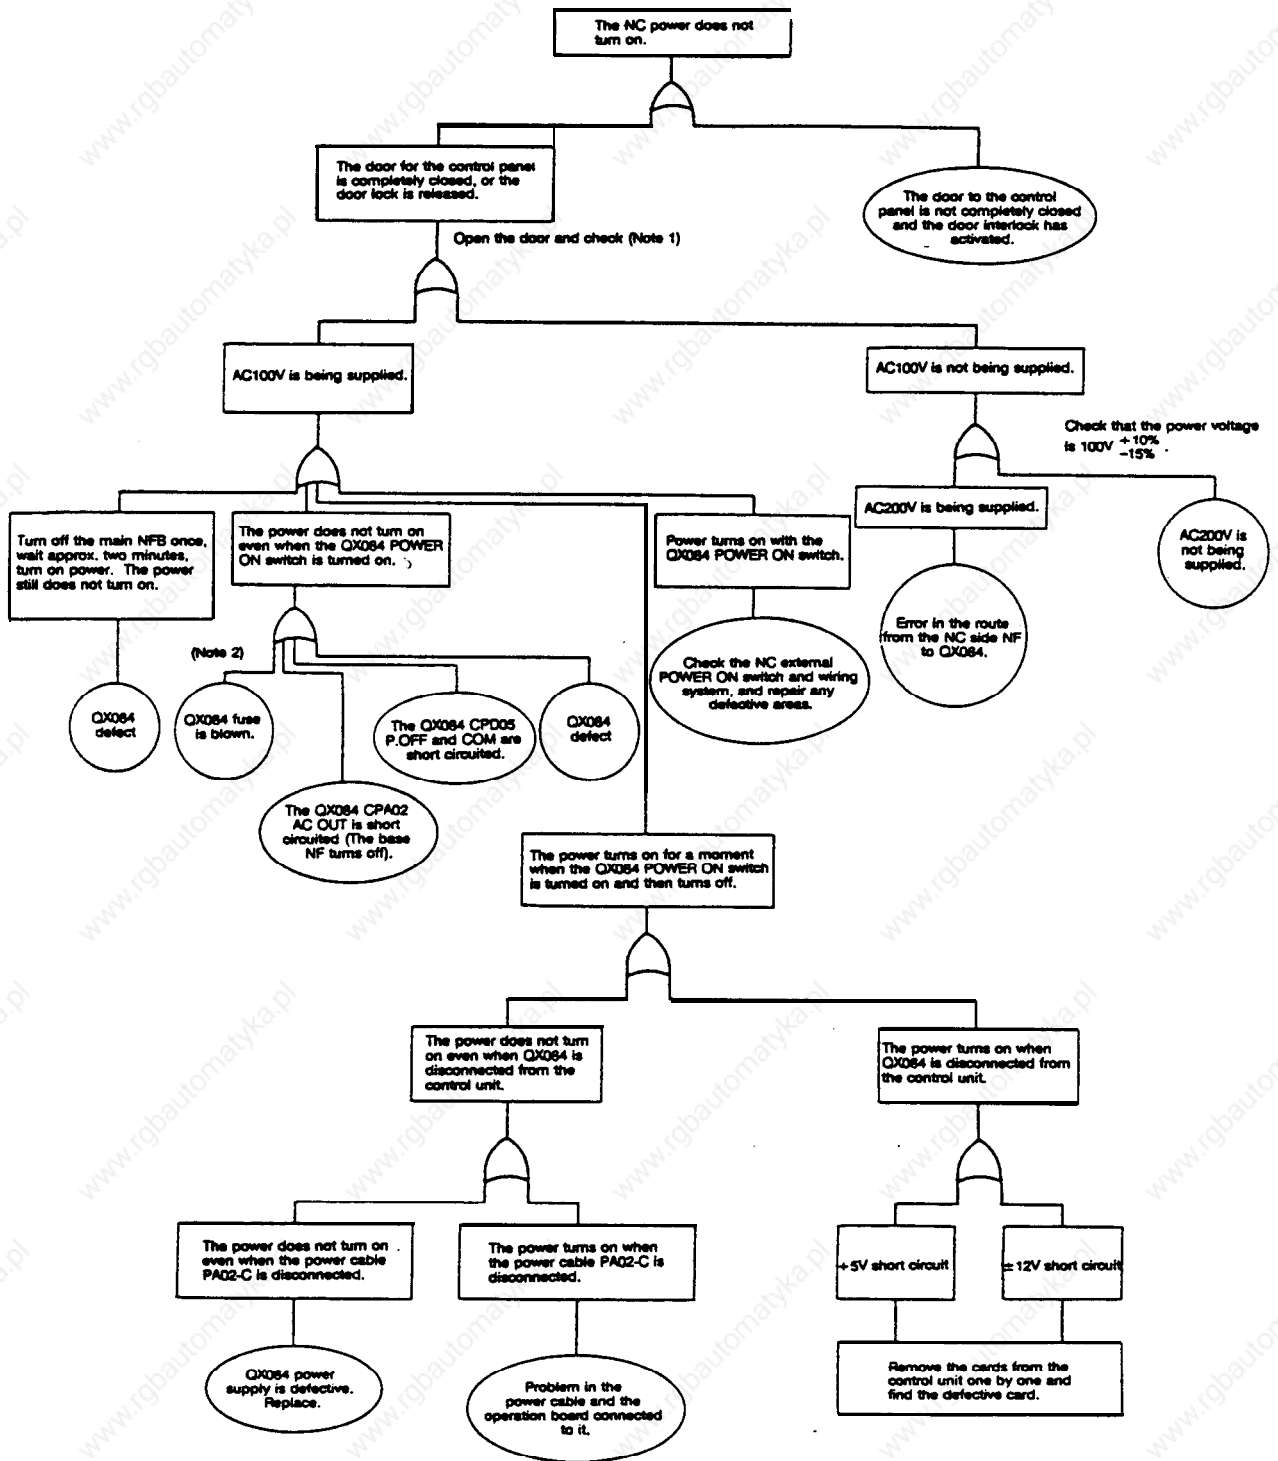 The NC power does not
turn on.
The door for the control panel
is completely closed, or the
door lock is released.
The door to the control
panel is not completely closed
and the door interlock has
activated.
Open the door and check (Note 1)
AC100V is being supplied.
AC100V is not being supplied.
Check that the power voltage
is 100V +10% -15% .
Turn off the main NFB once,
wait approx. two minutes,
turn on power. The power
still does not turn on.
The power does not turn on
even when the QX084 POWER
ON switch is turned on.
Power turns on with the
QX084 POWER ON switch.
AC200V is being supplied.
AC200V is
not being
supplied.
Error in the route
from the NC side NF
to QX084.
(Note 2)
Check the NC external
POWER ON switch and wiring
system, and repair any
defective areas.
QX084
defect
QX084 fuse
is blown.
The QX084 CPD05
P.OFF and COM are
short circuited.
QX084
defect
The QX084 CPA02
AC OUT is short
circuited (The base
NF turns off).
The power turns on for a moment
when the QX084 POWER ON switch
is turned on and then turns off.
The power does not turn
on even when QX084 is
disconnected from the
control unit.
The power turns on when
QX084 is disconnected from
the control unit.
The power does not turn on
even when the power cable
PA02-C is disconnected.
The power turns on when
the power cable PA02-C is
disconnected.
+5V short circuit
±12V short circuit
QX084 power
supply is defective.
Replace.
Problem in the
power cable and the
operation board connected
to it.
Remove the cards from the
control unit one by one and
find the defective card.
www.rgbautomatyka.pl